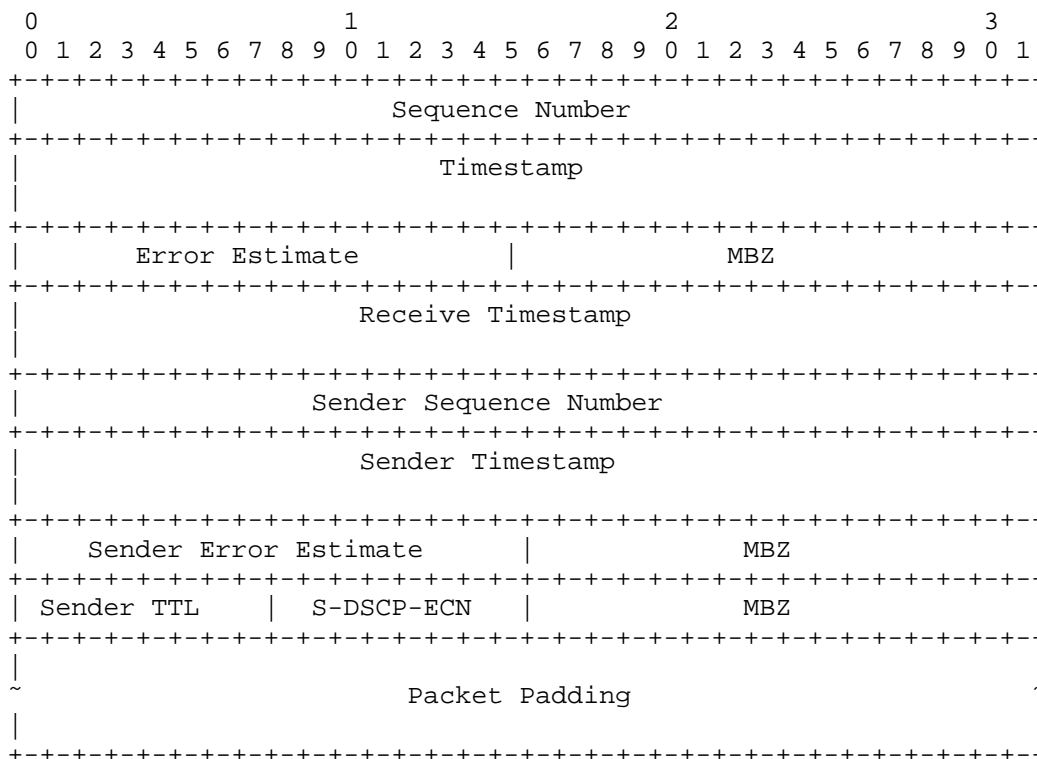 0                   1                   2                   3
 0 1 2 3 4 5 6 7 8 9 0 1 2 3 4 5 6 7 8 9 0 1 2 3 4 5 6 7 8 9 0 1
+-+-+-+-+-+-+-+-+-+-+-+-+-+-+-+-+-+-+-+-+-+-+-+-+-+-+-+-+-+-+-+-
|                        Sequence Number
+-+-+-+-+-+-+-+-+-+-+-+-+-+-+-+-+-+-+-+-+-+-+-+-+-+-+-+-+-+-+-+-
|                           Timestamp
|
+-+-+-+-+-+-+-+-+-+-+-+-+-+-+-+-+-+-+-+-+-+-+-+-+-+-+-+-+-+-+-+-
|        Error Estimate         |              MBZ
+-+-+-+-+-+-+-+-+-+-+-+-+-+-+-+-+-+-+-+-+-+-+-+-+-+-+-+-+-+-+-+-
|                      Receive Timestamp
|
+-+-+-+-+-+-+-+-+-+-+-+-+-+-+-+-+-+-+-+-+-+-+-+-+-+-+-+-+-+-+-+-
|                   Sender Sequence Number
+-+-+-+-+-+-+-+-+-+-+-+-+-+-+-+-+-+-+-+-+-+-+-+-+-+-+-+-+-+-+-+-
|                      Sender Timestamp
|
+-+-+-+-+-+-+-+-+-+-+-+-+-+-+-+-+-+-+-+-+-+-+-+-+-+-+-+-+-+-+-+-
|     Sender Error Estimate      |              MBZ
+-+-+-+-+-+-+-+-+-+-+-+-+-+-+-+-+-+-+-+-+-+-+-+-+-+-+-+-+-+-+-+-
| Sender TTL     |  S-DSCP-ECN   |              MBZ
+-+-+-+-+-+-+-+-+-+-+-+-+-+-+-+-+-+-+-+-+-+-+-+-+-+-+-+-+-+-+-+-
|
~                         Packet Padding                         ~
|
+-+-+-+-+-+-+-+-+-+-+-+-+-+-+-+-+-+-+-+-+-+-+-+-+-+-+-+-+-+-+-+-